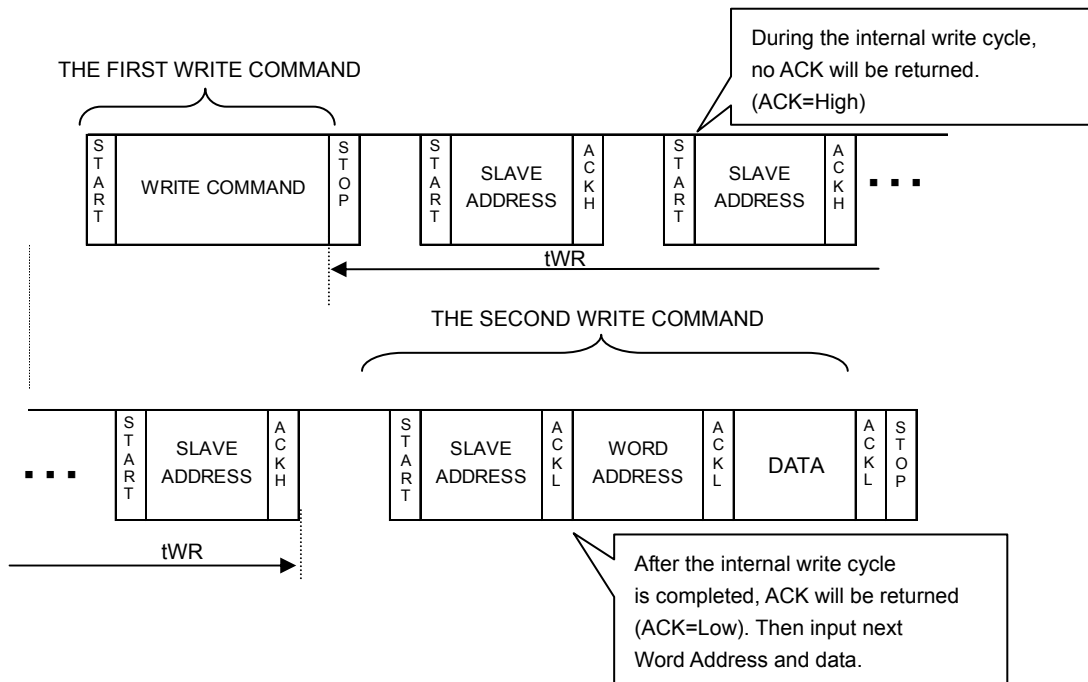 During the internal write cycle,
no ACK will be returned.
(ACK=High)
THE FIRST WRITE COMMAND
START
WRITE COMMAND
STOP
START
SLAVE
ADDRESS
ACKH
START
SLAVE
ADDRESS
ACKH
...
tWR
THE SECOND WRITE COMMAND
...
START
SLAVE
ADDRESS
ACKH
START
SLAVE
ADDRESS
ACKL
WORD
ADDRESS
ACKL
DATA
ACKL
STOP
tWR
After the internal write cycle
is completed, ACK will be returned
(ACK=Low). Then input next
Word Address and data.